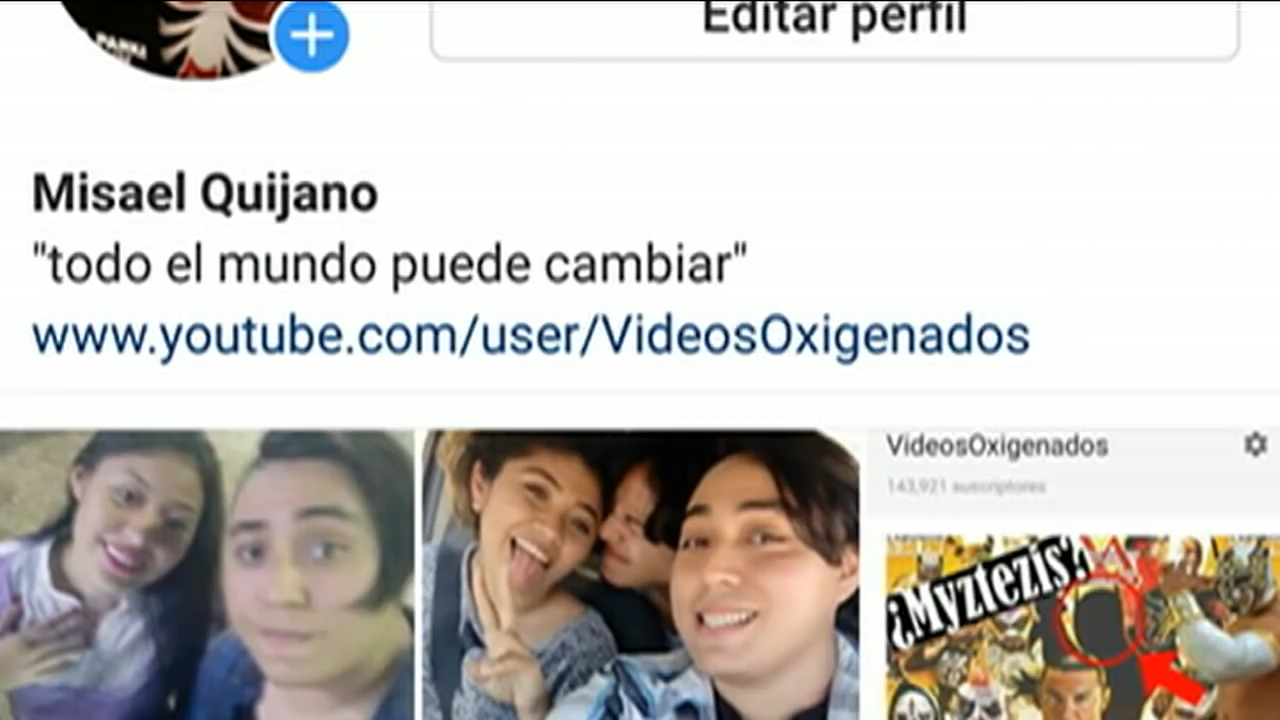 Editar perfil
Misael Quijano
"todo el mundo puede cambiar"
www.youtube.com/user/VideosOxigenados
VideosOxigenados
143,921 suscriptores
¿Myztezis?